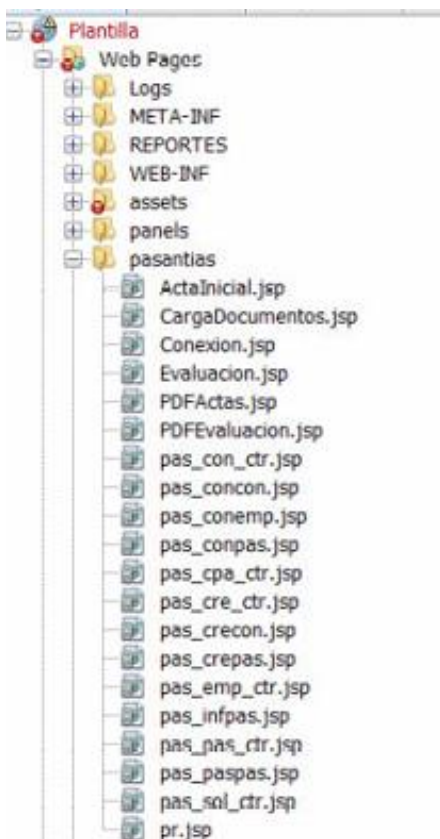 Plantilla
Web Pages
Logs
META-INF
REPORTES
WEB-INF
assets
panels
pasantias
ActaInicial.jsp
CargaDocumentos.jsp
Conexion.jsp
Evaluacion.jsp
PDFActas.jsp
PDFEvaluacion.jsp
pas_con_ctr.jsp
pas_concon.jsp
pas_conemp.jsp
pas_conpas.jsp
pas_cpa_ctr.jsp
pas_cre_ctr.jsp
pas_crecon.jsp
pas_crepas.jsp
pas_emp_ctr.jsp
pas_infpas.jsp
pas_pas_ctr.jsp
pas_paspas.jsp
pas_sol_ctr.jsp
pr.jsp